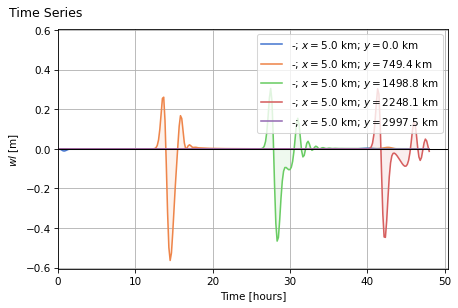 Time Series
0.6
0.4
0.2
0.0
−0.2
−0.4
−0.6
wl [m]
-; x = 5.0 km; y = 0.0 km
-; x = 5.0 km; y = 749.4 km
-; x = 5.0 km; y = 1498.8 km
-; x = 5.0 km; y = 2248.1 km
-; x = 5.0 km; y = 2997.5 km
0 10 20 30 40 50
Time [hours]